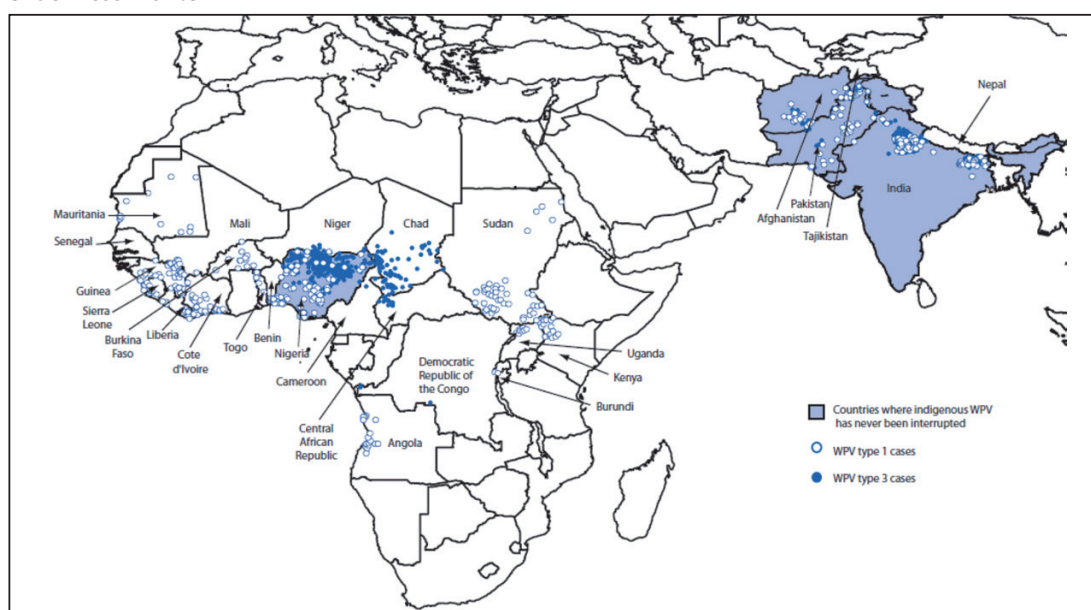 Nepal
Mauritania
Mali
Niger
Chad
Sudan
India
Pakistan
Afghanistan
Tajikistan
Senegal
Guinea
Sierra
Leone
Burkina
Faso
Liberia
Cote
d'Ivoire
Togo
Benin
Nigeria
Cameroon
Central
African
Republic
Democratic
Republic of
the Congo
Angola
Uganda
Kenya
Burundi
Countries where indigenous WPV
has never been interrupted
WPV type 1 cases
WPV type 3 cases